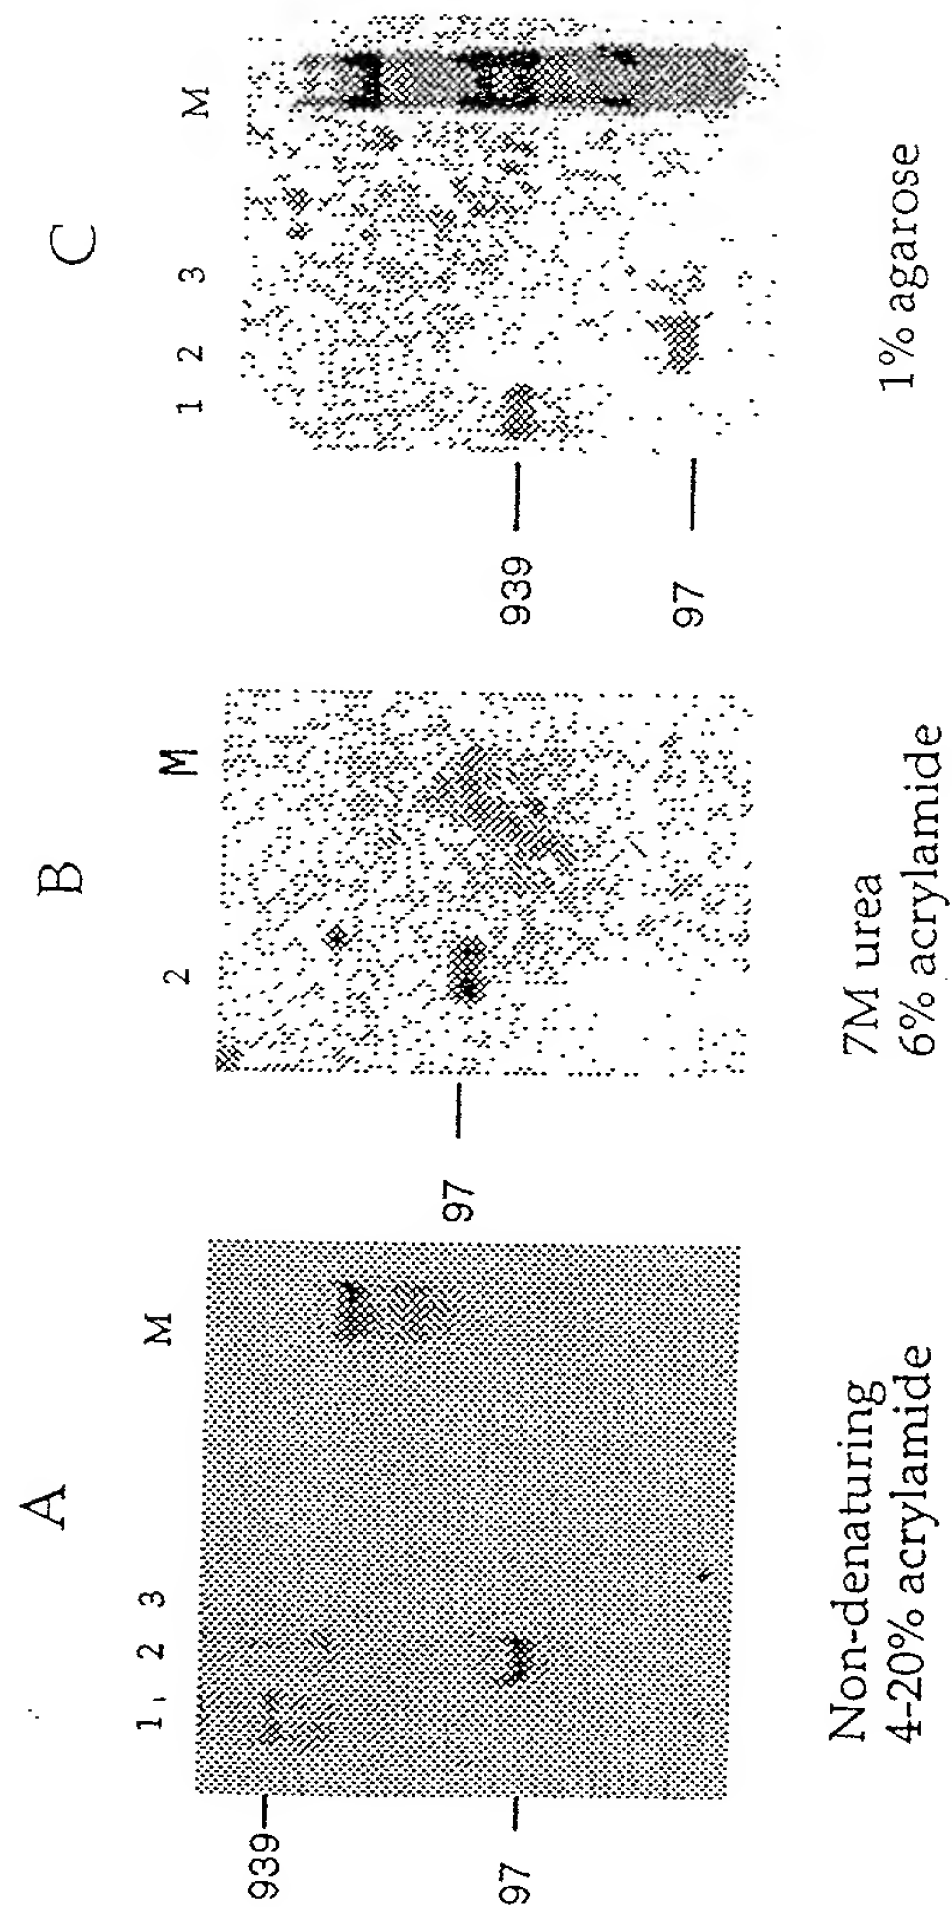 A
1 2 3 M
939
97
Non-denaturing
4-20% acrylamide
B
2 M
97
7M urea
6% acrylamide
C
1 2 3 M
939
97
1% agarose